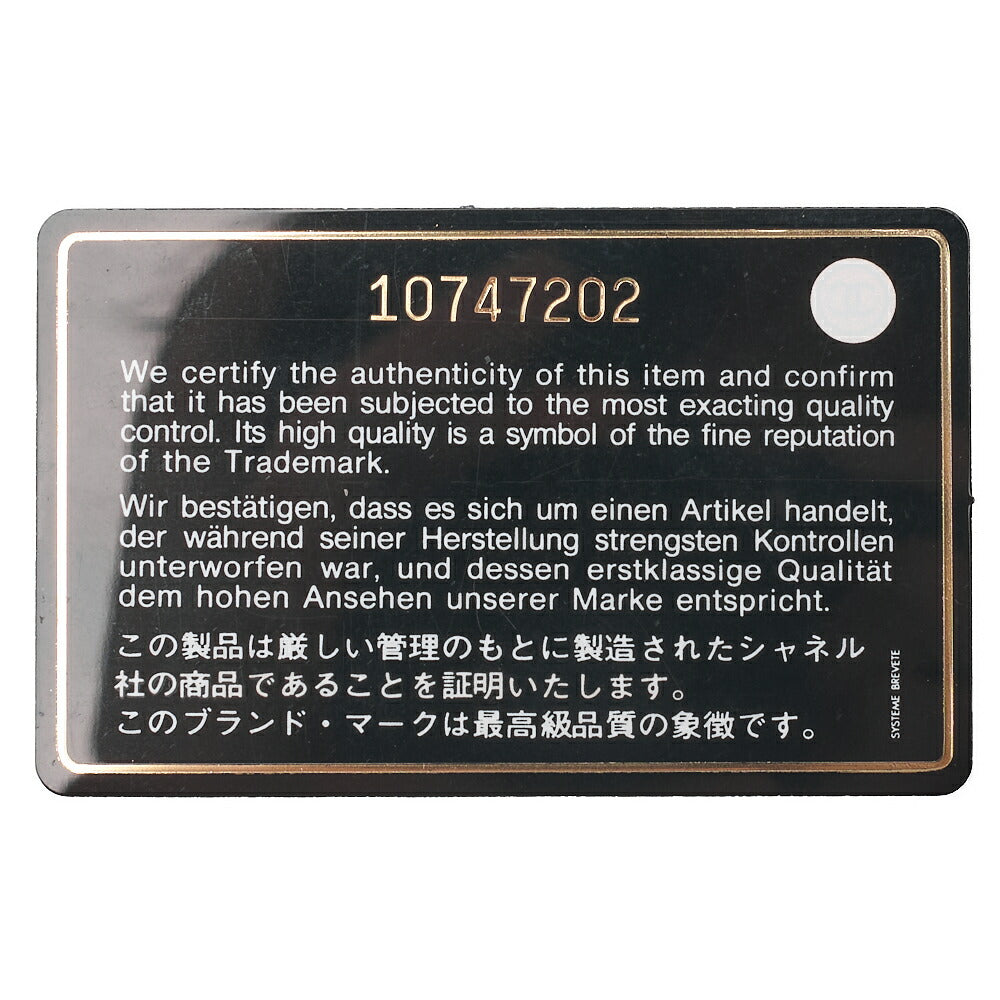 10747202
We certify the authenticity of this item and confirm
that it has been subjected to the most exacting quality
control. Its high quality is a symbol of the fine reputation
of the Trademark.
Wir bestätigen, dass es sich um einen Artikel handelt,
der während seiner Herstellung strengsten Kontrollen
unterworfen war, und dessen erstklassige Qualität
dem hohen Ansehen unserer Marke entspricht.
この製品は厳しい管理のもとに製造されたシャネル
社の商品であることを証明いたします。
このブランド・マークは最高級品質の象徴です。
SYSTEME BREVETE